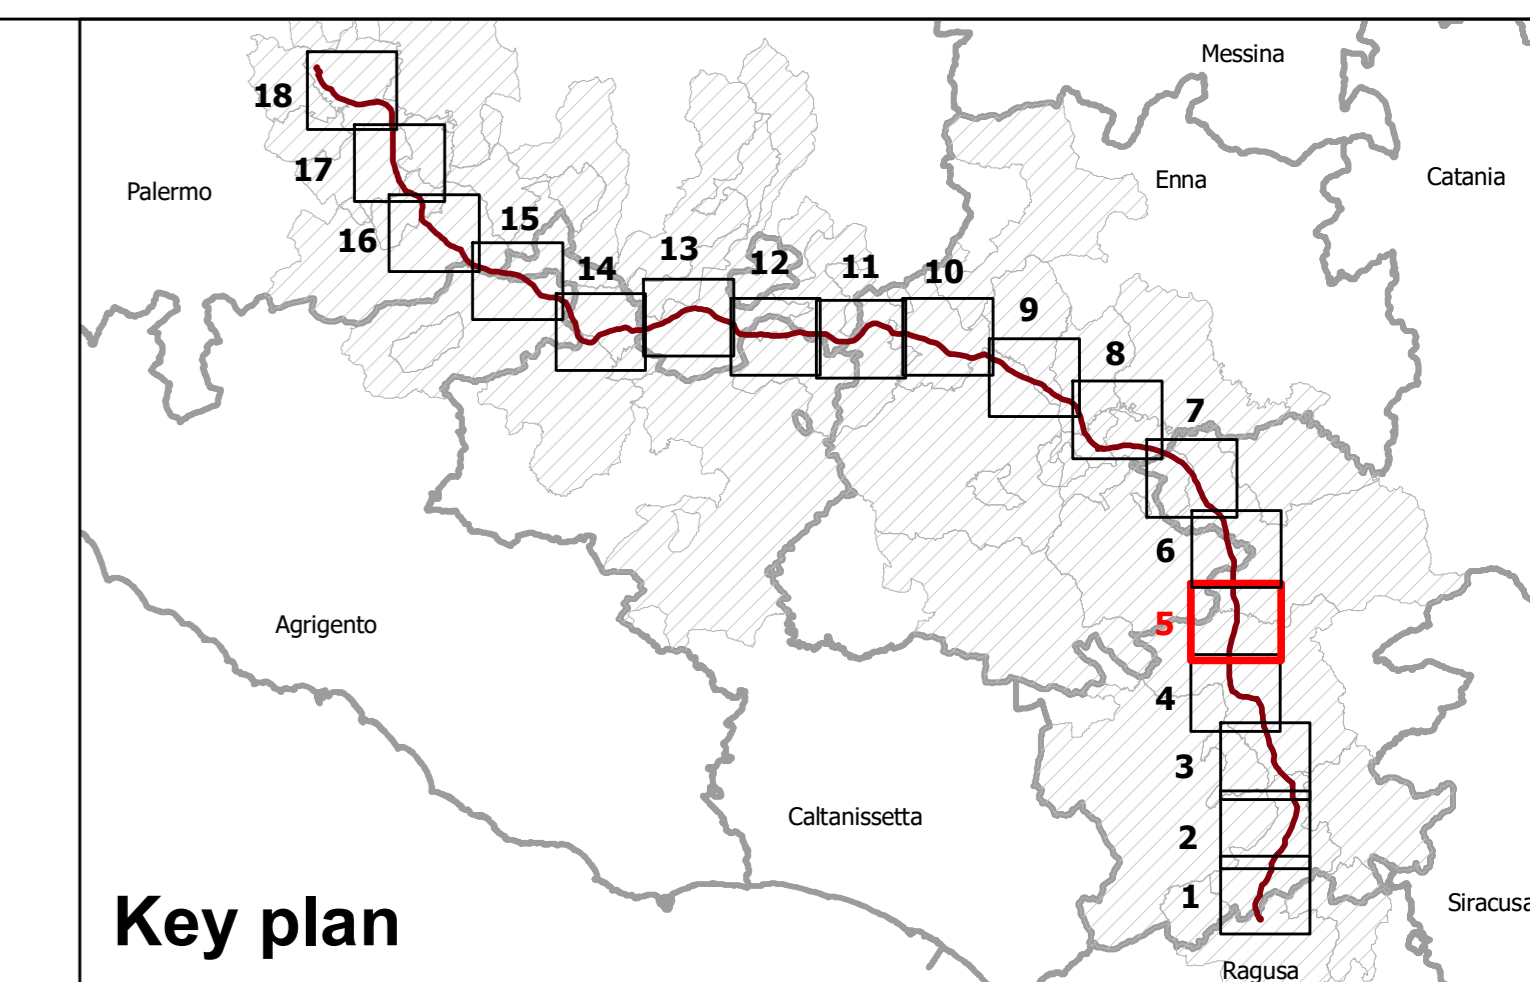 Messina
18
17
Palermo
Enna
Catania
15
16
13
12
11
10
14
9
8
7
6
5
Agrigento
4
3
Caltanissetta
2
1
Siracusa
Key plan
Ragusa